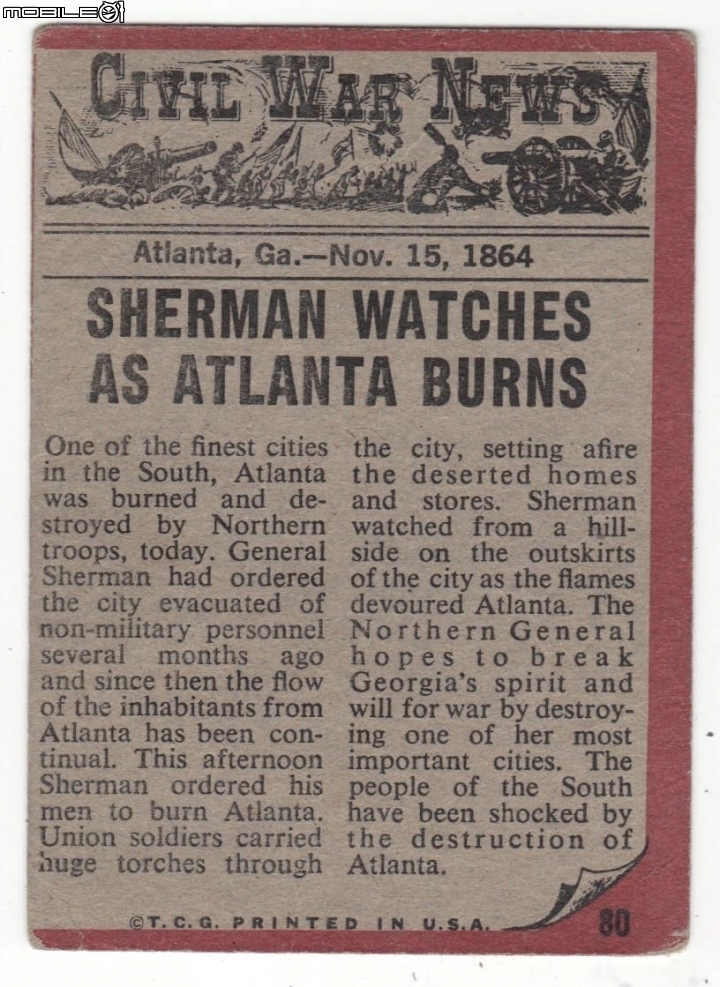 MOBILE01
CIVIL WAR NEWS
Atlanta, Ga.—Nov. 15, 1864
SHERMAN WATCHES
AS ATLANTA BURNS
One of the finest cities
in the South, Atlanta
was burned and de-
stroyed by Northern
troops, today. General
Sherman had ordered
the city evacuated of
non-military personnel
several months ago
and since then the flow
of the inhabitants from
Atlanta has been con-
tinual. This afternoon
Sherman ordered his
men to burn Atlanta.
Union soldiers carried
huge torches through
the city, setting afire
the deserted homes
and stores. Sherman
watched from a hill-
side on the outskirts
of the city as the flames
devoured Atlanta. The
Northern General
hopes to break
Georgia's spirit and
will for war by destroy-
ing one of her most
important cities. The
people of the South
have been shocked by
the destruction of
Atlanta.
©T.C.G. PRINTED IN U.S.A.
80